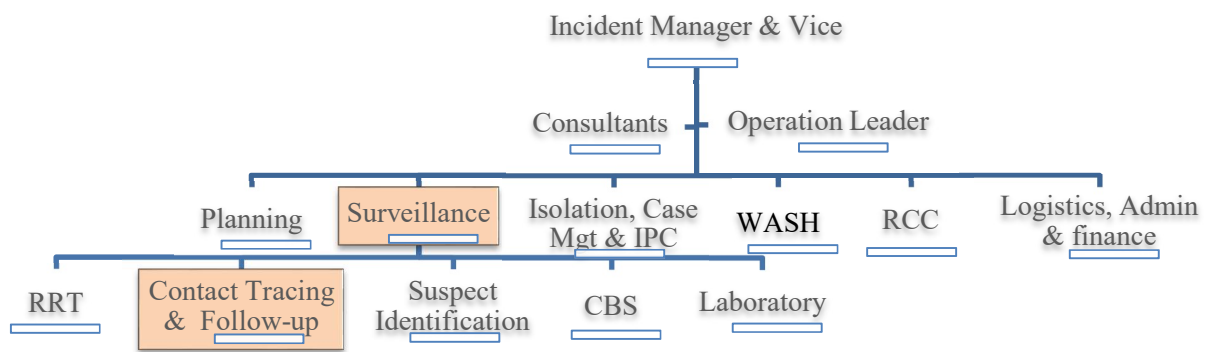 Incident Manager & Vice
Consultants
Operation Leader
Planning
Surveillance
Isolation, Case
Mgt & IPC
WASH
RCC
Logistics, Admin
& finance
RRT
Contact Tracing
& Follow-up
Suspect
Identification
CBS
Laboratory